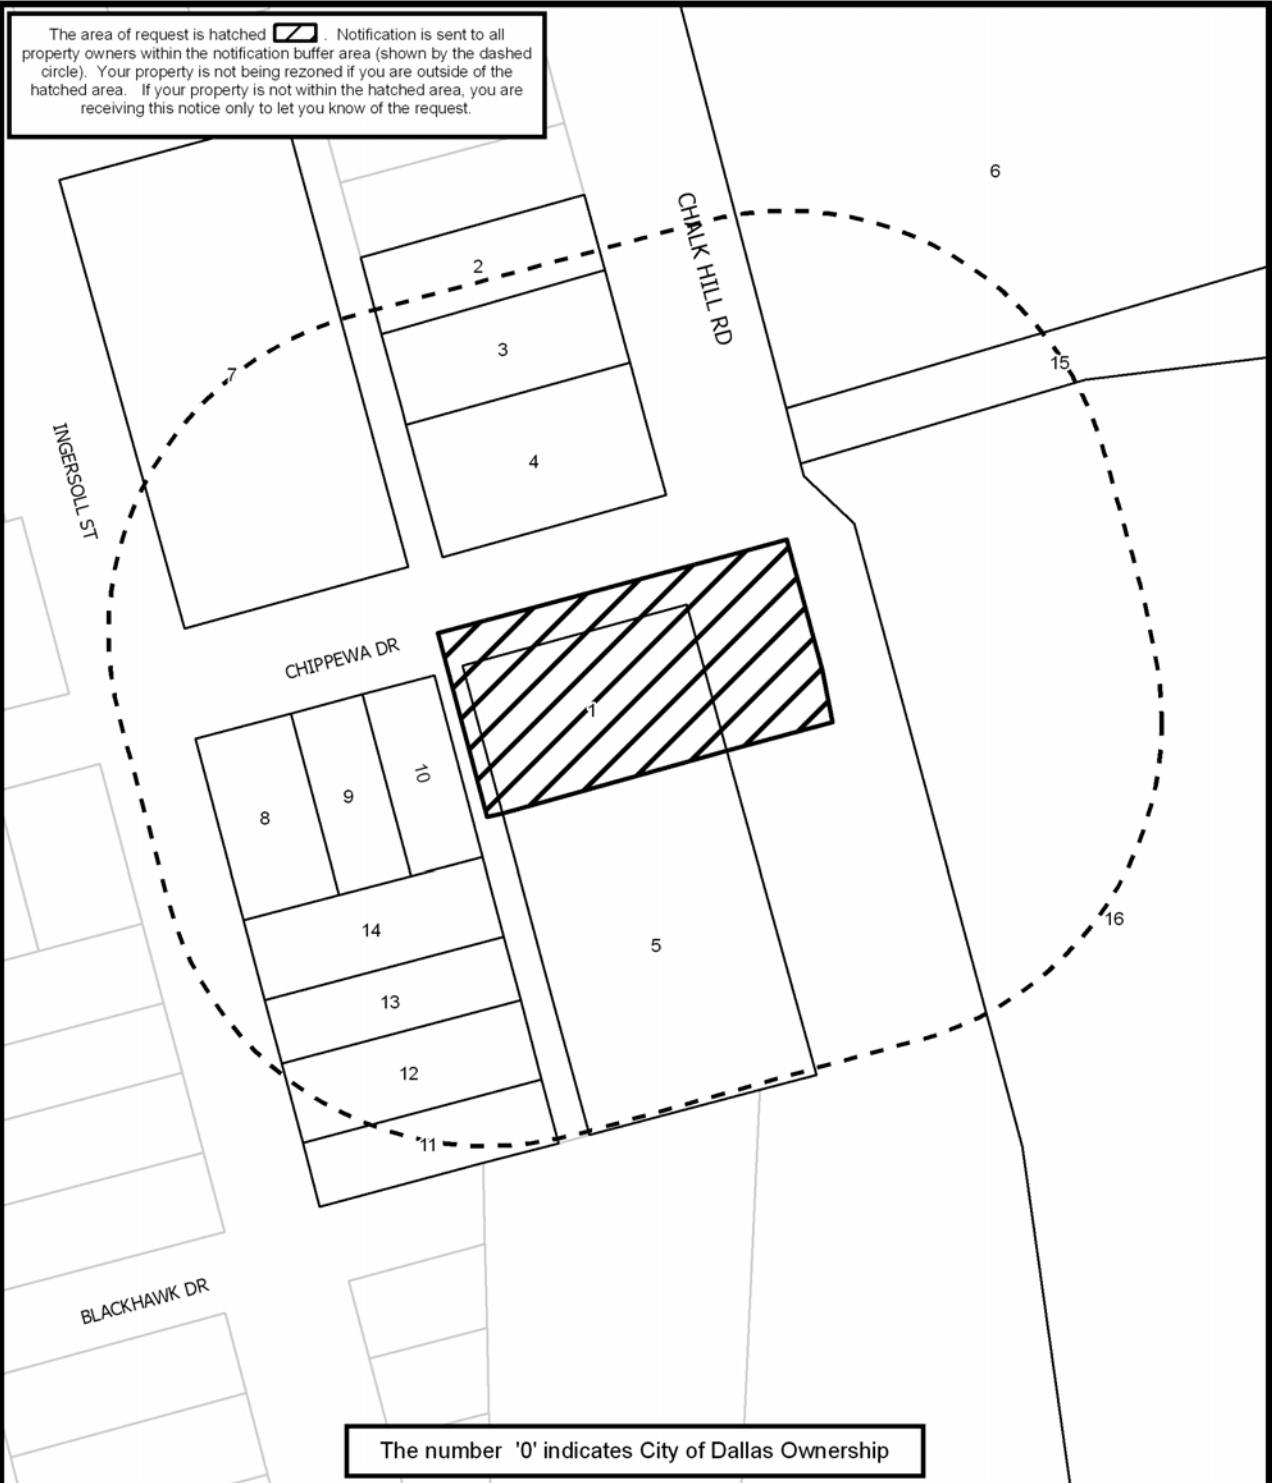 The area of request is hatched . Notification is sent to all
property owners within the notification buffer area (shown by the dashed
circle). Your property is not being rezoned if you are outside of the
hatched area. If your property is not within the hatched area, you are
receiving this notice only to let you know of the request.
6
CHALK HILL RD
2
3
15
7
4
INGERSOLL ST
CHIPPEWA DR
1
10
9
8
16
14
5
13
12
11
BLACKHAWK DR
The number '0' indicates City of Dallas Ownership